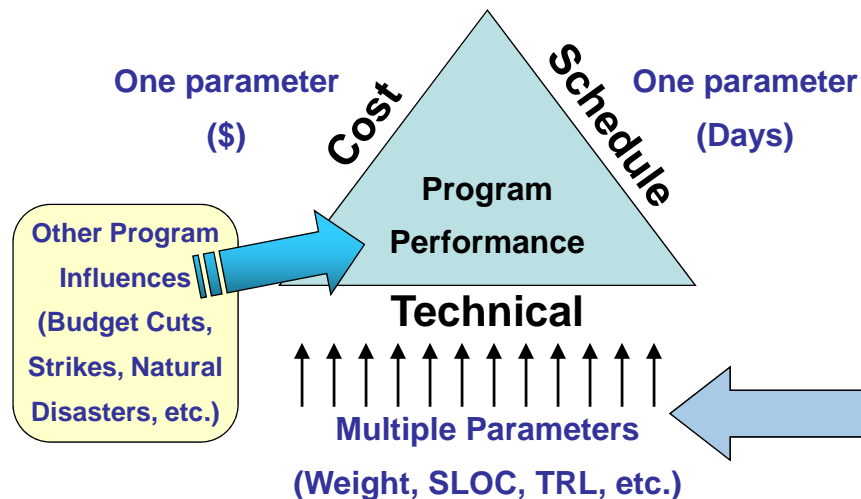 One parameter
($)
Cost
Schedule
One parameter
(Days)
Program
Performance
Other Program
Influences
(Budget Cuts,
Strikes, Natural
Disasters, etc.)
Technical
Multiple Parameters
(Weight, SLOC, TRL, etc.)